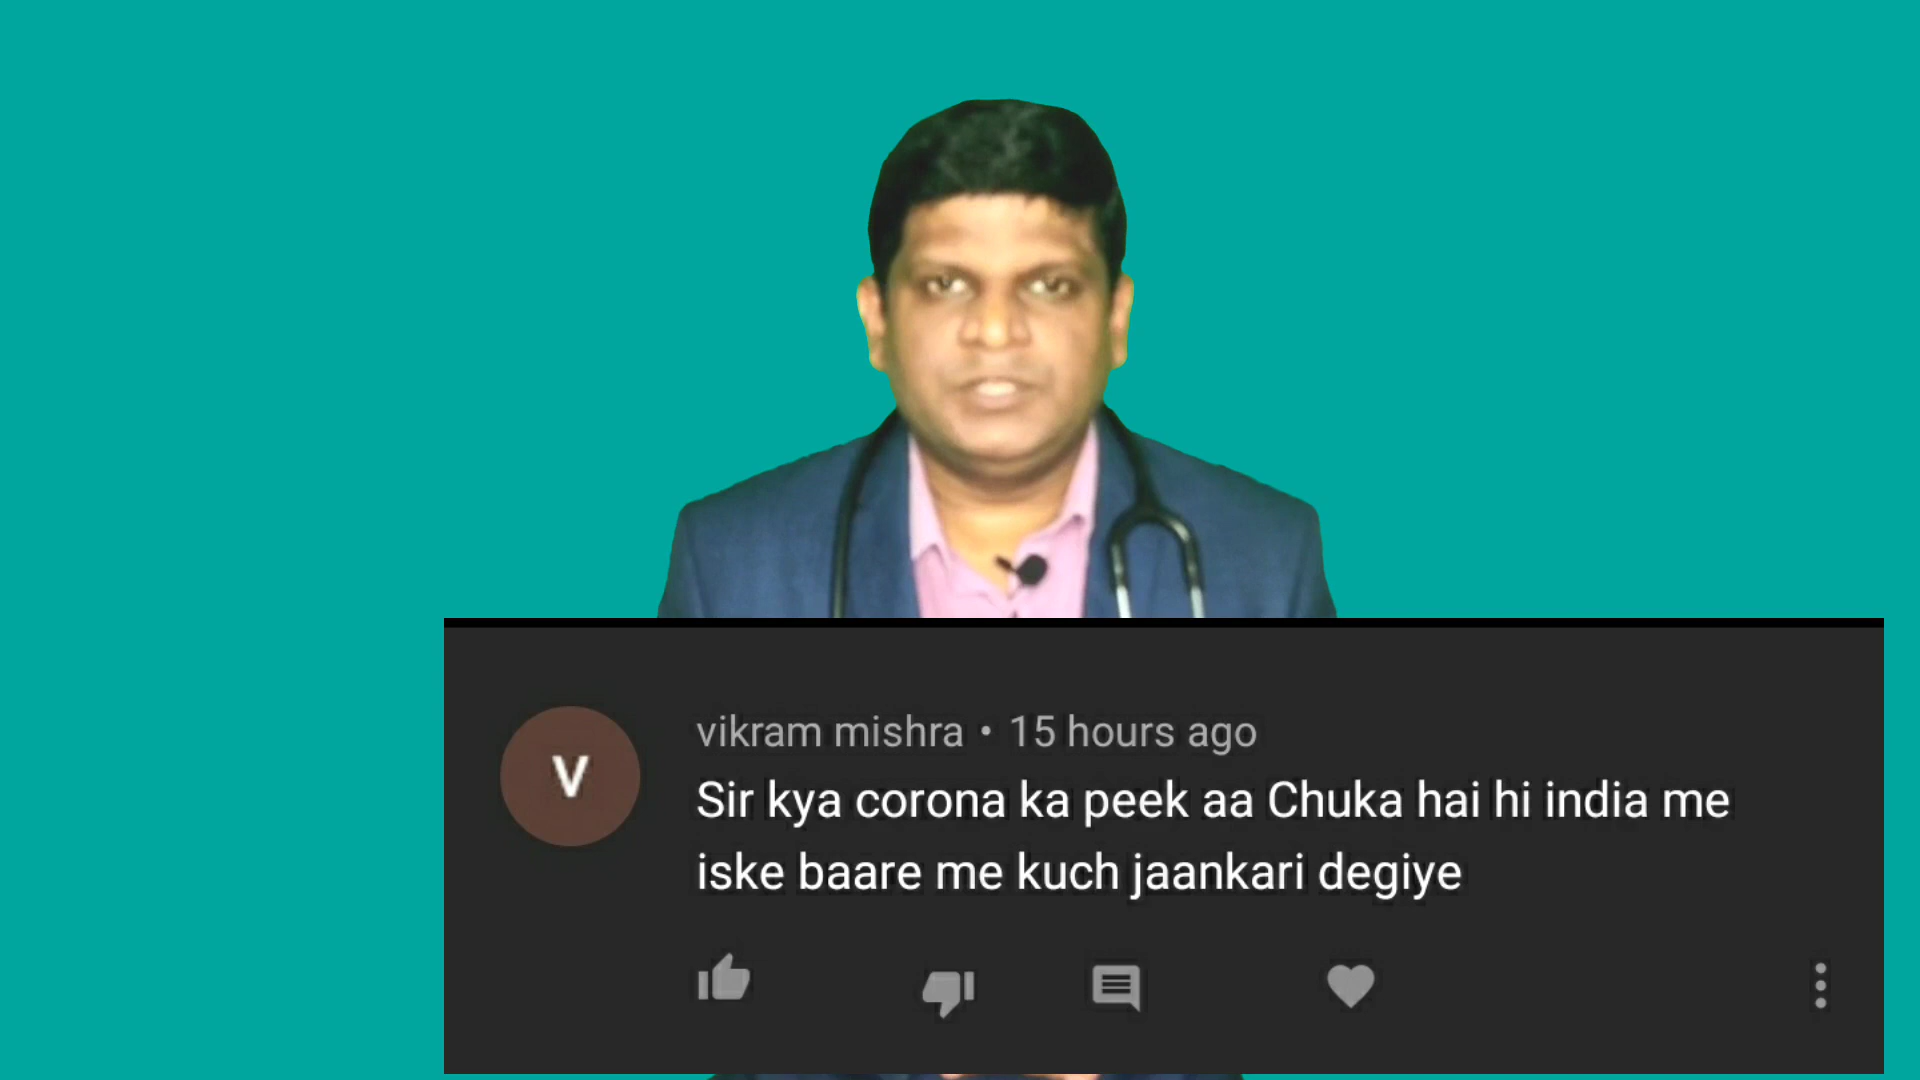 V
vikram mishra • 15 hours ago
Sir kya corona ka peek aa Chuka hai hi india me
iske baare me kuch jaankari degiye